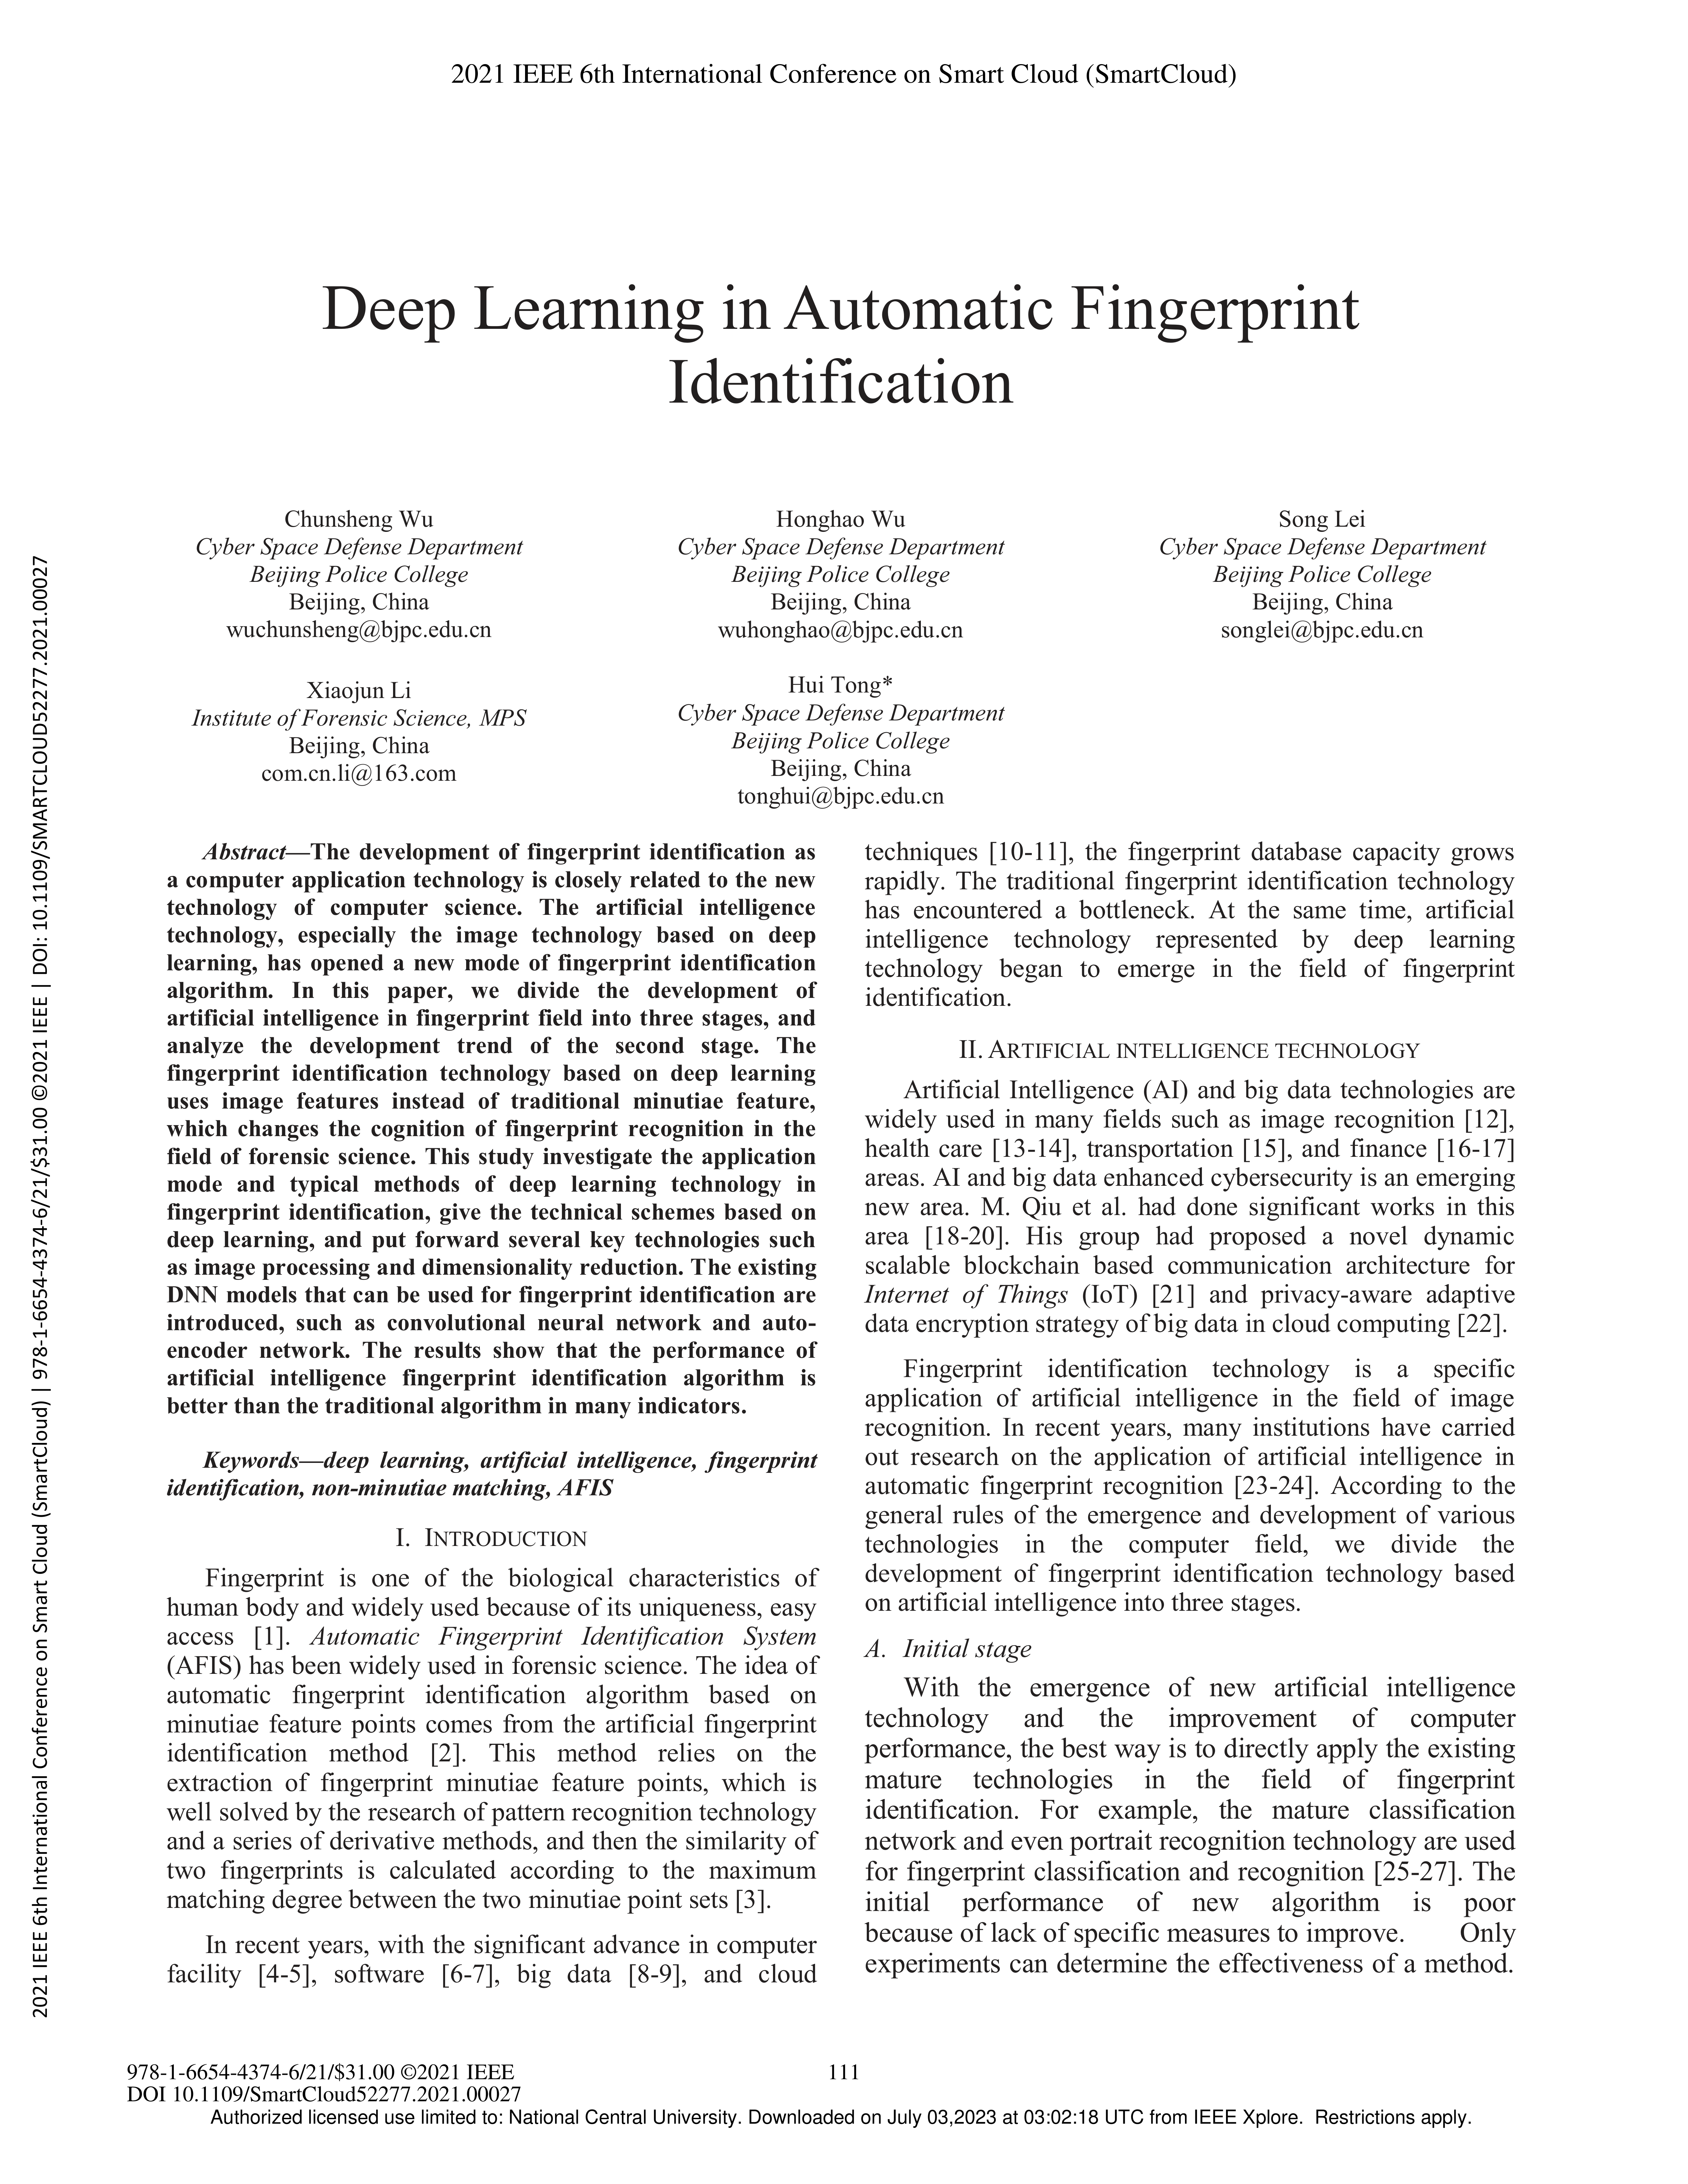 2021 IEEE 6th International Conference on Smart Cloud (SmartCloud)
Deep Learning in Automatic Fingerprint
Identification
Chunsheng Wu
Cyber Space Defense Department
Beijing Police College
Beijing, China
wuchunsheng@bjpc.edu.cn
Honghao Wu
Cyber Space Defense Department
Beijing Police College
Beijing, China
wuhonghao@bjpc.edu.cn
Song Lei
Cyber Space Defense Department
Beijing Police College
Beijing, China
songlei@bjpc.edu.cn
Xiaojun Li
Institute of Forensic Science, MPS
Beijing, China
com.cn.li@163.com
Hui Tong*
Cyber Space Defense Department
Beijing Police College
Beijing, China
tonghui@bjpc.edu.cn
Abstract—The development of fingerprint identification as
a computer application technology is closely related to the new
technology of computer science. The artificial intelligence
technology, especially the image technology based on deep
learning, has opened a new mode of fingerprint identification
algorithm. In this paper, we divide the development of
artificial intelligence in fingerprint field into three stages, and
analyze the development trend of the second stage. The
fingerprint identification technology based on deep learning
uses image features instead of traditional minutiae feature,
which changes the cognition of fingerprint recognition in the
field of forensic science. This study investigate the application
mode and typical methods of deep learning technology in
fingerprint identification, give the technical schemes based on
deep learning, and put forward several key technologies such
as image processing and dimensionality reduction. The existing
DNN models that can be used for fingerprint identification are
introduced, such as convolutional neural network and auto-
encoder network. The results show that the performance of
artificial intelligence fingerprint identification algorithm is
better than the traditional algorithm in many indicators.
Keywords—deep learning, artificial intelligence, fingerprint
identification, non-minutiae matching, AFIS
I. INTRODUCTION
Fingerprint is one of the biological characteristics of
human body and widely used because of its uniqueness, easy
access [1]. Automatic Fingerprint Identification System
(AFIS) has been widely used in forensic science. The idea of
automatic fingerprint identification algorithm based on
minutiae feature points comes from the artificial fingerprint
identification method [2]. This method relies on the
extraction of fingerprint minutiae feature points, which is
well solved by the research of pattern recognition technology
and a series of derivative methods, and then the similarity of
two fingerprints is calculated according to the maximum
matching degree between the two minutiae point sets [3].
In recent years, with the significant advance in computer
facility [4-5], software [6-7], big data [8-9], and cloud
techniques [10-11], the fingerprint database capacity grows
rapidly. The traditional fingerprint identification technology
has encountered a bottleneck. At the same time, artificial
intelligence technology represented by deep learning
technology began to emerge in the field of fingerprint
identification.
II. ARTIFICIAL INTELLIGENCE TECHNOLOGY
Artificial Intelligence (AI) and big data technologies are
widely used in many fields such as image recognition [12],
health care [13-14], transportation [15], and finance [16-17]
areas. AI and big data enhanced cybersecurity is an emerging
new area. M. Qiu et al. had done significant works in this
area [18-20]. His group had proposed a novel dynamic
scalable blockchain based communication architecture for
Internet of Things (IoT) [21] and privacy-aware adaptive
data encryption strategy of big data in cloud computing [22].
Fingerprint identification technology is a specific
application of artificial intelligence in the field of image
recognition. In recent years, many institutions have carried
out research on the application of artificial intelligence in
automatic fingerprint recognition [23-24]. According to the
general rules of the emergence and development of various
technologies in the computer field, we divide the
development of fingerprint identification technology based
on artificial intelligence into three stages.
A. Initial stage
With the emergence of new artificial intelligence
technology and the improvement of computer
performance, the best way is to directly apply the existing
mature technologies in the field of fingerprint
identification. For example, the mature classification
network and even portrait recognition technology are used
for fingerprint classification and recognition [25-27]. The
initial performance of new algorithm is poor
because of lack of specific measures to improve. Only
experiments can determine the effectiveness of a method.
2021 IEEE 6th International Conference on Smart Cloud (SmartCloud) | 978-1-6654-4374-6/21/$31.00 ©2021 IEEE | DOI: 10.1109/SMARTCLOUD52277.2021.00027
978-1-6654-4374-6/21/$31.00 ©2021 IEEE
DOI 10.1109/SmartCloud52277.2021.00027
111
Authorized licensed use limited to: National Central University. Downloaded on July 03,2023 at 03:02:18 UTC from IEEE Xplore. Restrictions apply.